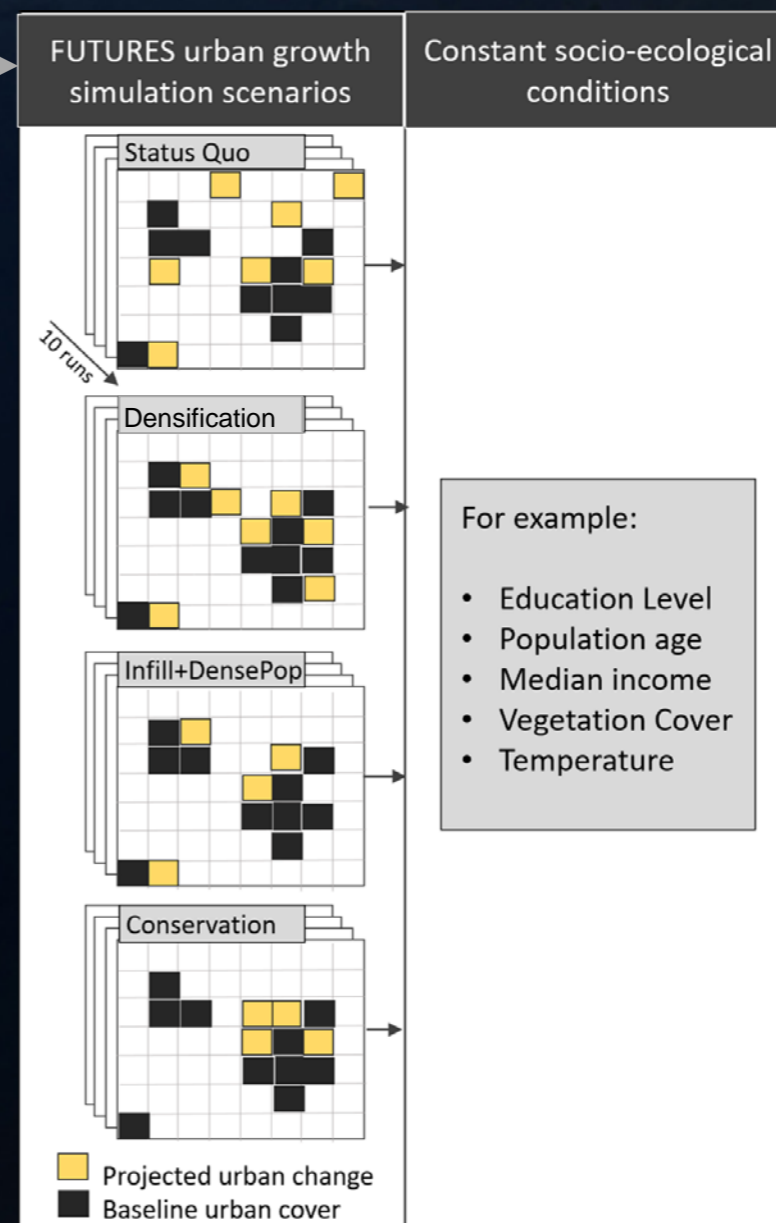 FUTURES urban growth
simulation scenarios
Constant socio-ecological
conditions
Status Quo
10 runs
Densification
Infill+DensePop
Conservation
For example:
• Education Level
• Population age
• Median income
• Vegetation Cover
• Temperature
Projected urban change
Baseline urban cover